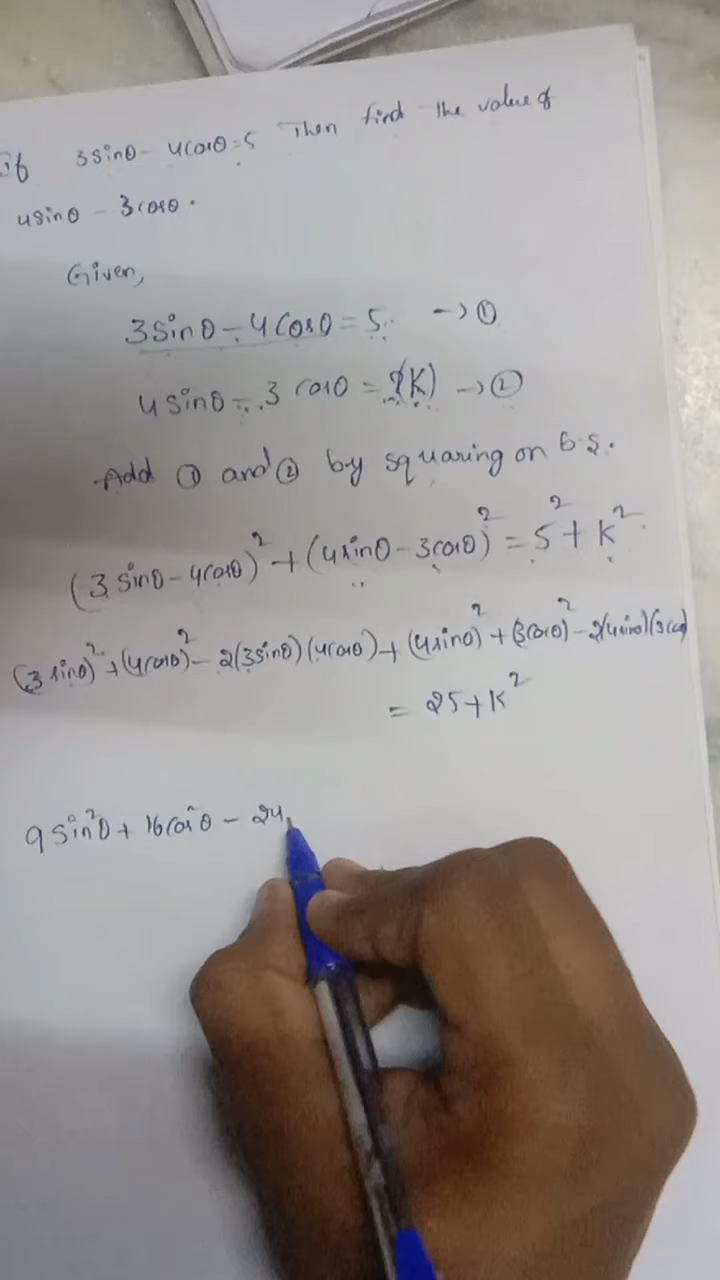 If 3sinθ - 4cosθ=5 Then find the value of
4sinθ - 3cosθ.
Given,
3sinθ - 4cosθ = 5. → ①
4sinθ - 3 cosθ = ?(K) → ②
Add ① and ② by squaring on b.s.
(3sinθ - 4cosθ)² + (4sinθ - 3cosθ)² = 5² + K²
(3sinθ)² + (4cosθ)² - 2(3sinθ)(4cosθ) + (4sinθ)² + (3cosθ)² - 2(4sinθ)(3cosθ)
= 25 + K²
9sin²θ + 16cos²θ - 24